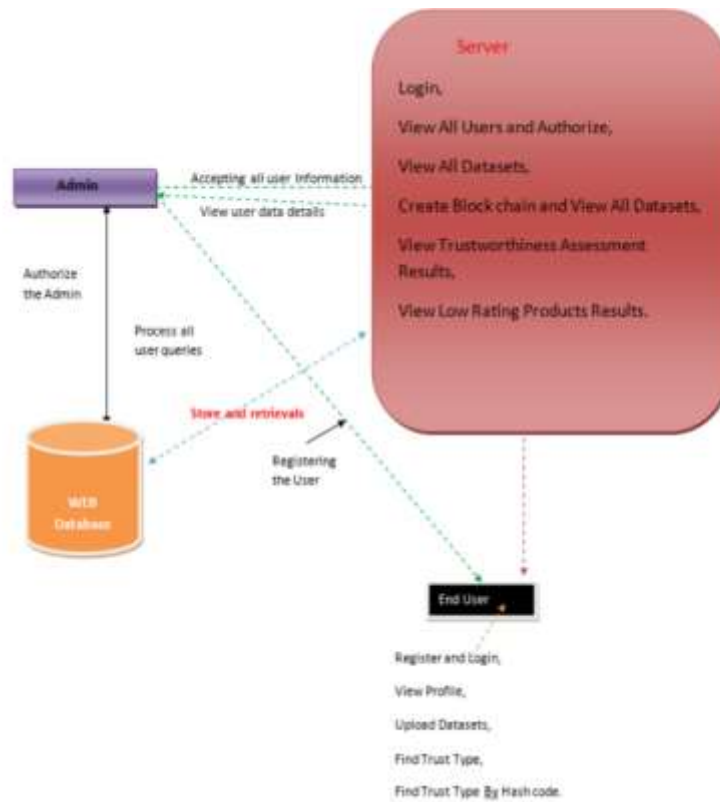 Server
Login,
View All Users and Authorize,
View All Datasets,
Create Block chain and View All Datasets,
View Trustworthiness Assessment
Results,
View Low Rating Products Results.
Admin
Accepting all user Information
View user data details
Authorize
the Admin
Process all
user queries
Store and retrievals
Registering
the User
WEB
Database
End User
Register and Login,
View Profile,
Upload Datasets,
Find Trust Type,
Find Trust Type By Hash code.